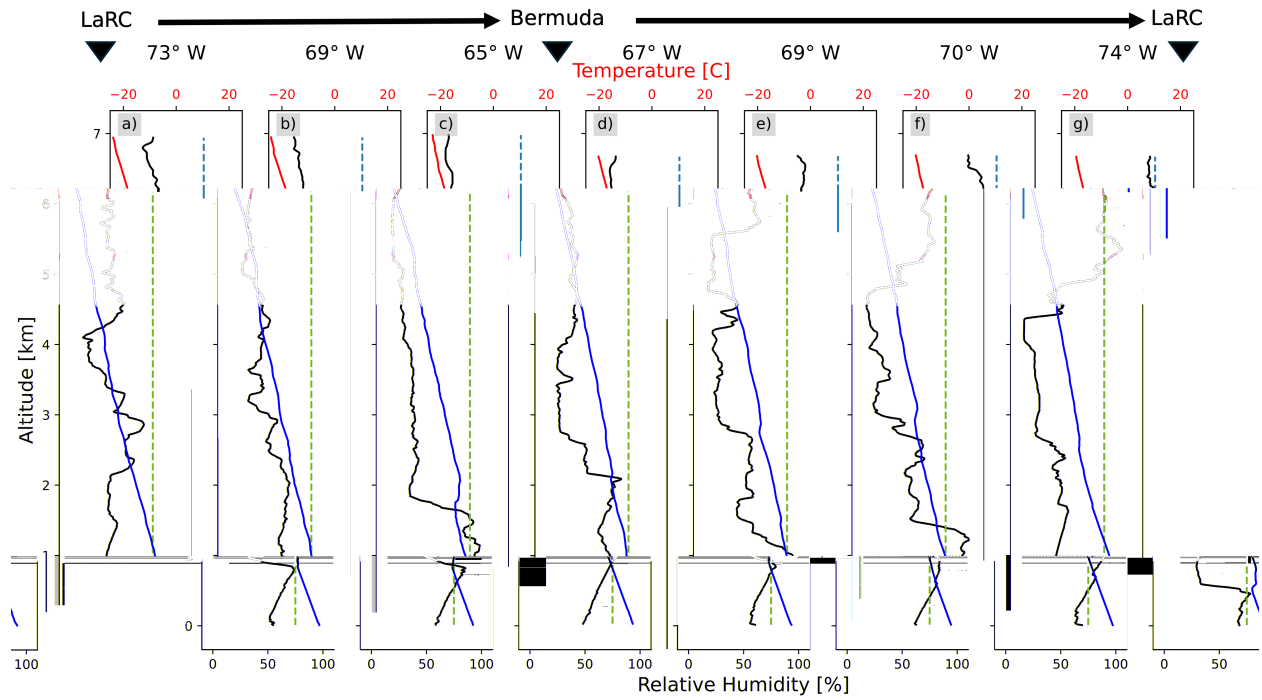 LaRC Bermuda LaRC
73° W 69° W 65° W 67° W 69° W 70° W 74° W
Temperature [C]
−20 0 20 −20 0 −20 0 20 −20 0 −20 0 20 −20 0 20 −20 0 20
a) b) c) d) e) f) g)
7
6
5
4
3
2
1
0
Altitude [km]
100 0 50 100 0 50 100 0 50 100 0 50 100 0 50 100 0 50 100 0 50
Relative Humidity [%]